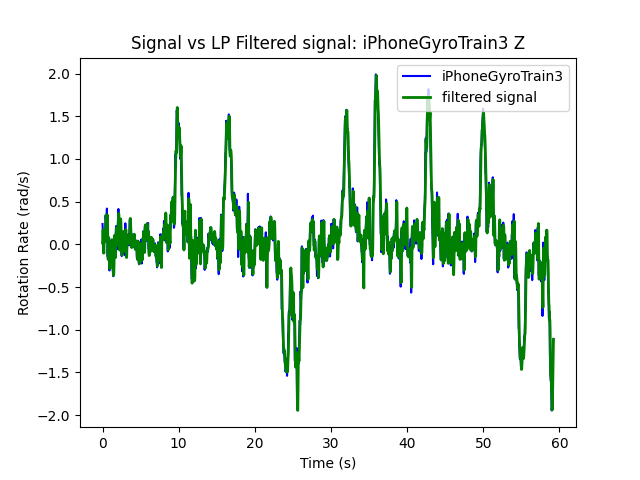 Signal vs LP Filtered signal: iPhoneGyroTrain3 Z
iPhoneGyroTrain3
filtered signal
2.0
1.5
1.0
0.5
0.0
−0.5
−1.0
−1.5
−2.0
Rotation Rate (rad/s)
0 10 20 30 40 50 60
Time (s)